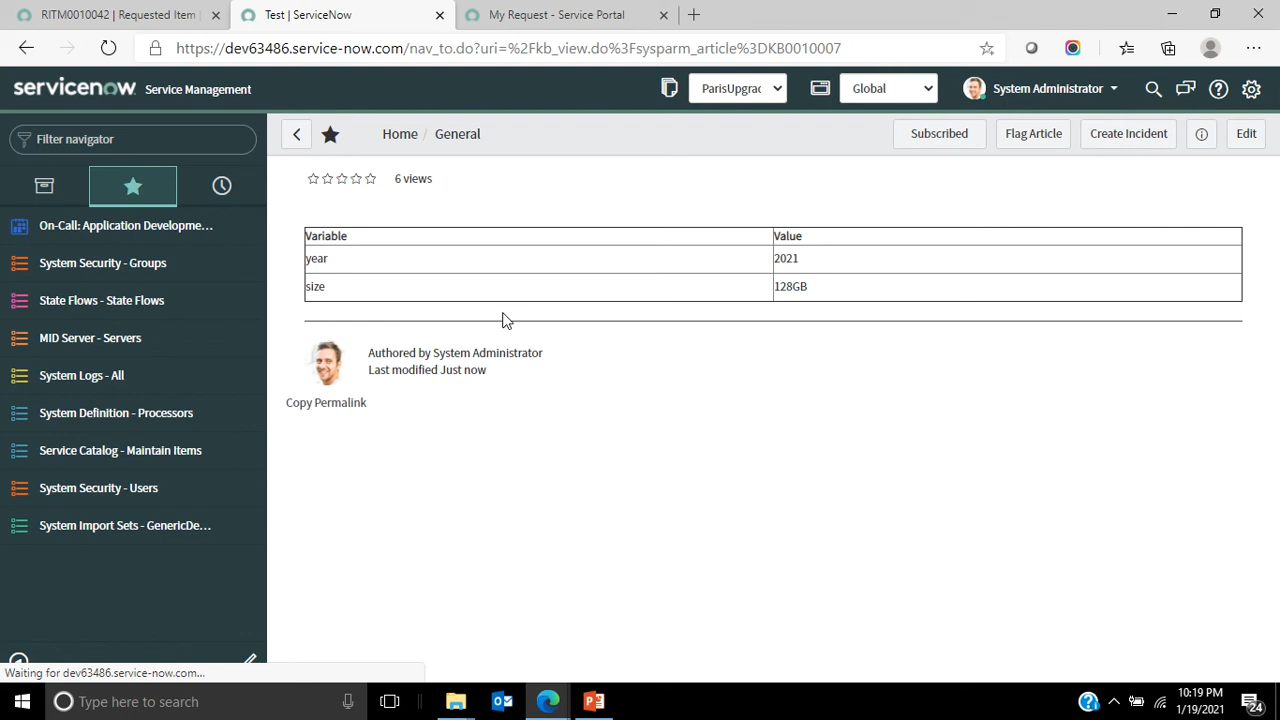 RITM0010042 | Requested Item |
Test | ServiceNow
My Request - Service Portal
https://dev63486.service-now.com/nav_to.do?uri=%2Fkb_view.do%3Fsysparm_article%3DKB0010007
servicenow Service Management
ParisUpgrac
Global
System Administrator
Filter navigator
Home / General
Subscribed
Flag Article
Create Incident
Edit
6 views
On-Call: Application Developme...
System Security - Groups
State Flows - State Flows
MID Server - Servers
System Logs - All
System Definition - Processors
Service Catalog - Maintain Items
System Security - Users
System Import Sets - GenericDe...
Variable Value
year 2021
size 128GB
Authored by System Administrator
Last modified Just now
Copy Permalink
Waiting for dev63486.service-now.com...
Type here to search
10:19 PM
1/19/2021
24